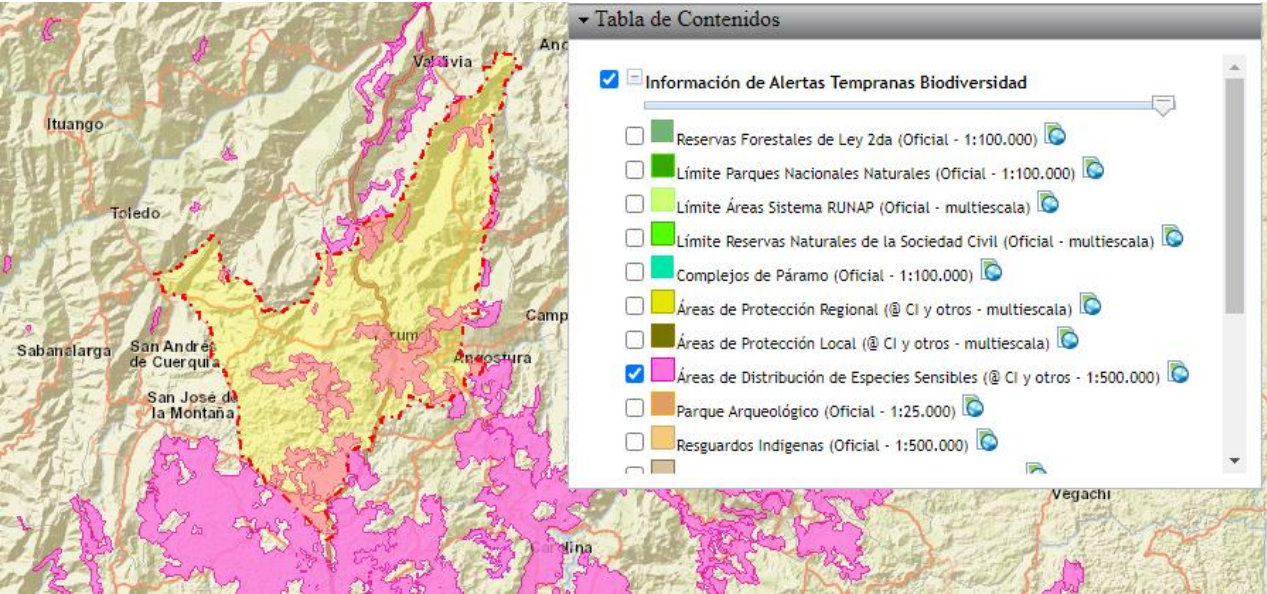 Tabla de Contenidos
Información de Alertas Tempranas Biodiversidad
Reservas Forestales de Ley 2da (Oficial - 1:100.000)
Límite Parques Nacionales Naturales (Oficial - 1:100.000)
Límite Áreas Sistema RUNAP (Oficial - multiescala)
Límite Reservas Naturales de la Sociedad Civil (Oficial - multiescala)
Complejos de Páramo (Oficial - 1:100.000)
Áreas de Protección Regional (@ CI y otros - multiescala)
Áreas de Protección Local (@ CI y otros - multiescala)
Áreas de Distribución de Especies Sensibles (@ CI y otros - 1:500.000)
Parque Arqueológico (Oficial - 1:25.000)
Resguardos Indigenas (Oficial - 1:500.000)
Valdivia
Ituango
Toledo
Sabanalarga
San Andrés
de Cuerquia
Angostura
San José de
la Montaña
Vegachi